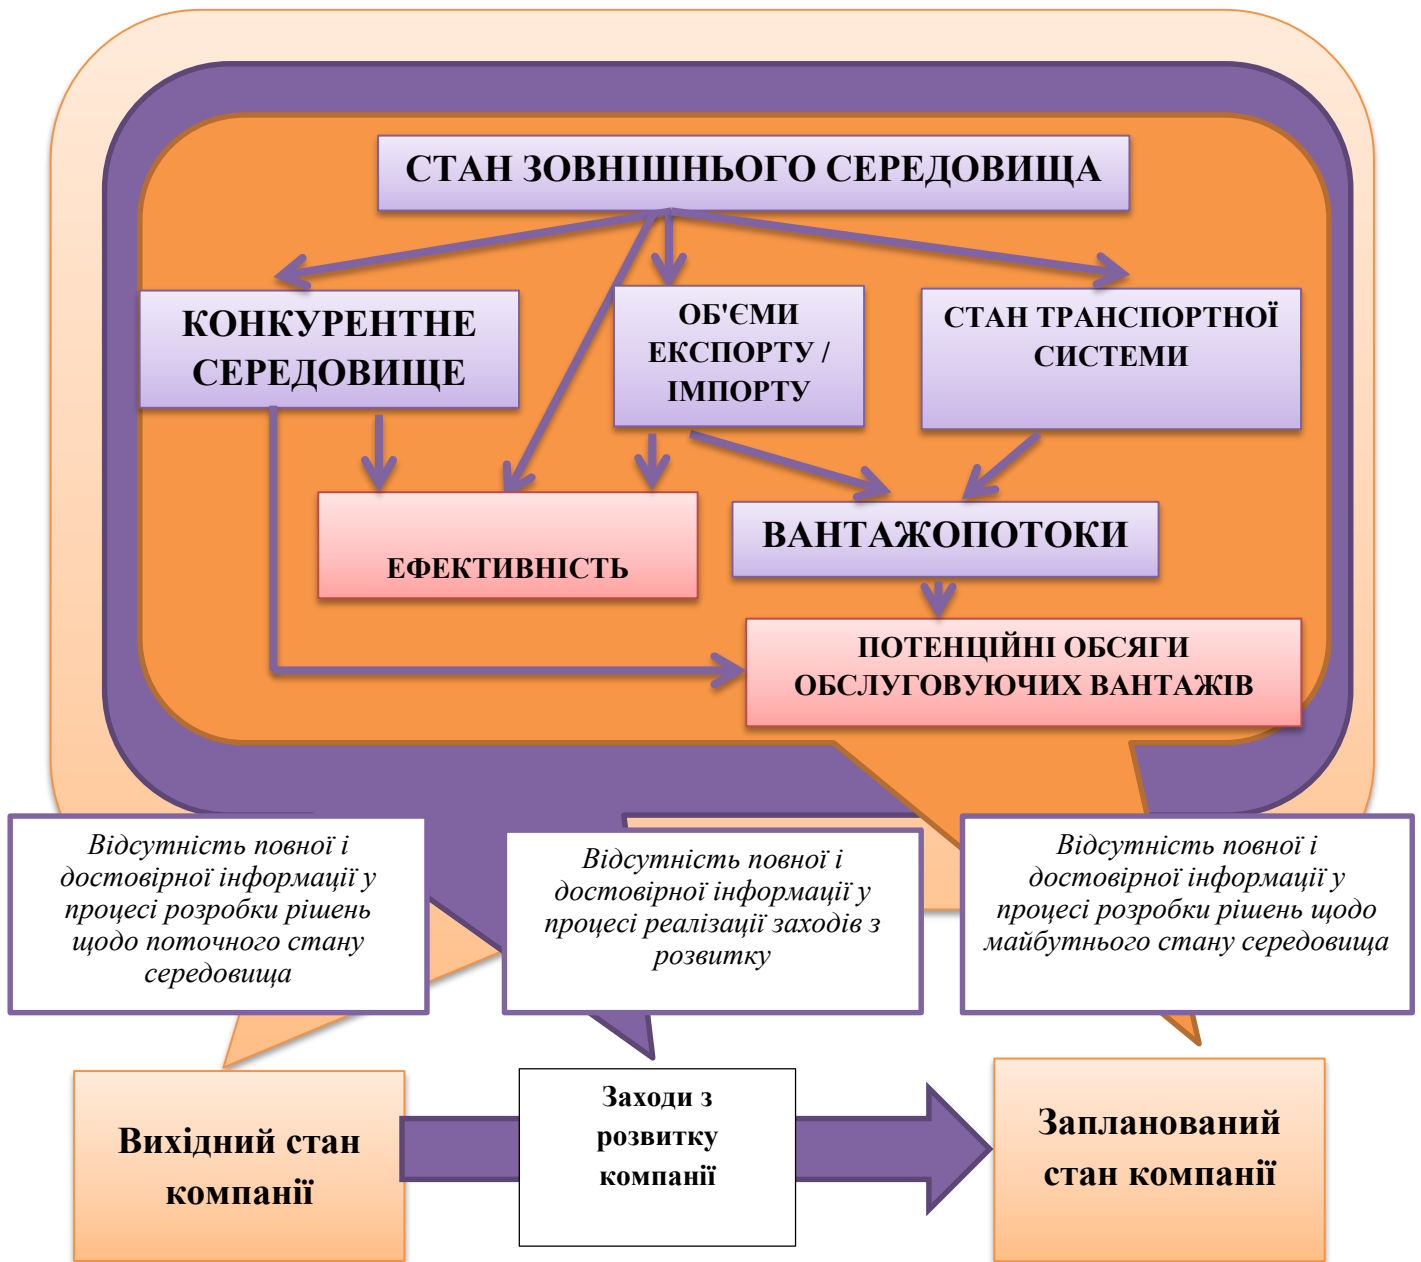 СТАН ЗОВНІШНЬОГО СЕРЕДОВИЩА
КОНКУРЕНТНЕ
СЕРЕДОВИЩЕ
ОБ'ЄМИ
ЕКСПОРТУ /
ІМПОРТУ
СТАН ТРАНСПОРТНОЇ
СИСТЕМИ
ЕФЕКТИВНІСТЬ
ВАНТАЖОПОТОКИ
ПОТЕНЦІЙНІ ОБСЯГИ
ОБСЛУГОВУЮЧИХ ВАНТАЖІВ
Відсутність повної і
достовірної інформації у
процесі розробки рішень
щодо поточного стану
середовища
Відсутність повної і
достовірної інформації у
процесі реалізації заходів з
розвитку
Відсутність повної і
достовірної інформації у
процесі розробки рішень щодо
майбутнього стану середовища
Вихідний стан
компанії
Заходи з
розвитку
компанії
Запланований
стан компанії